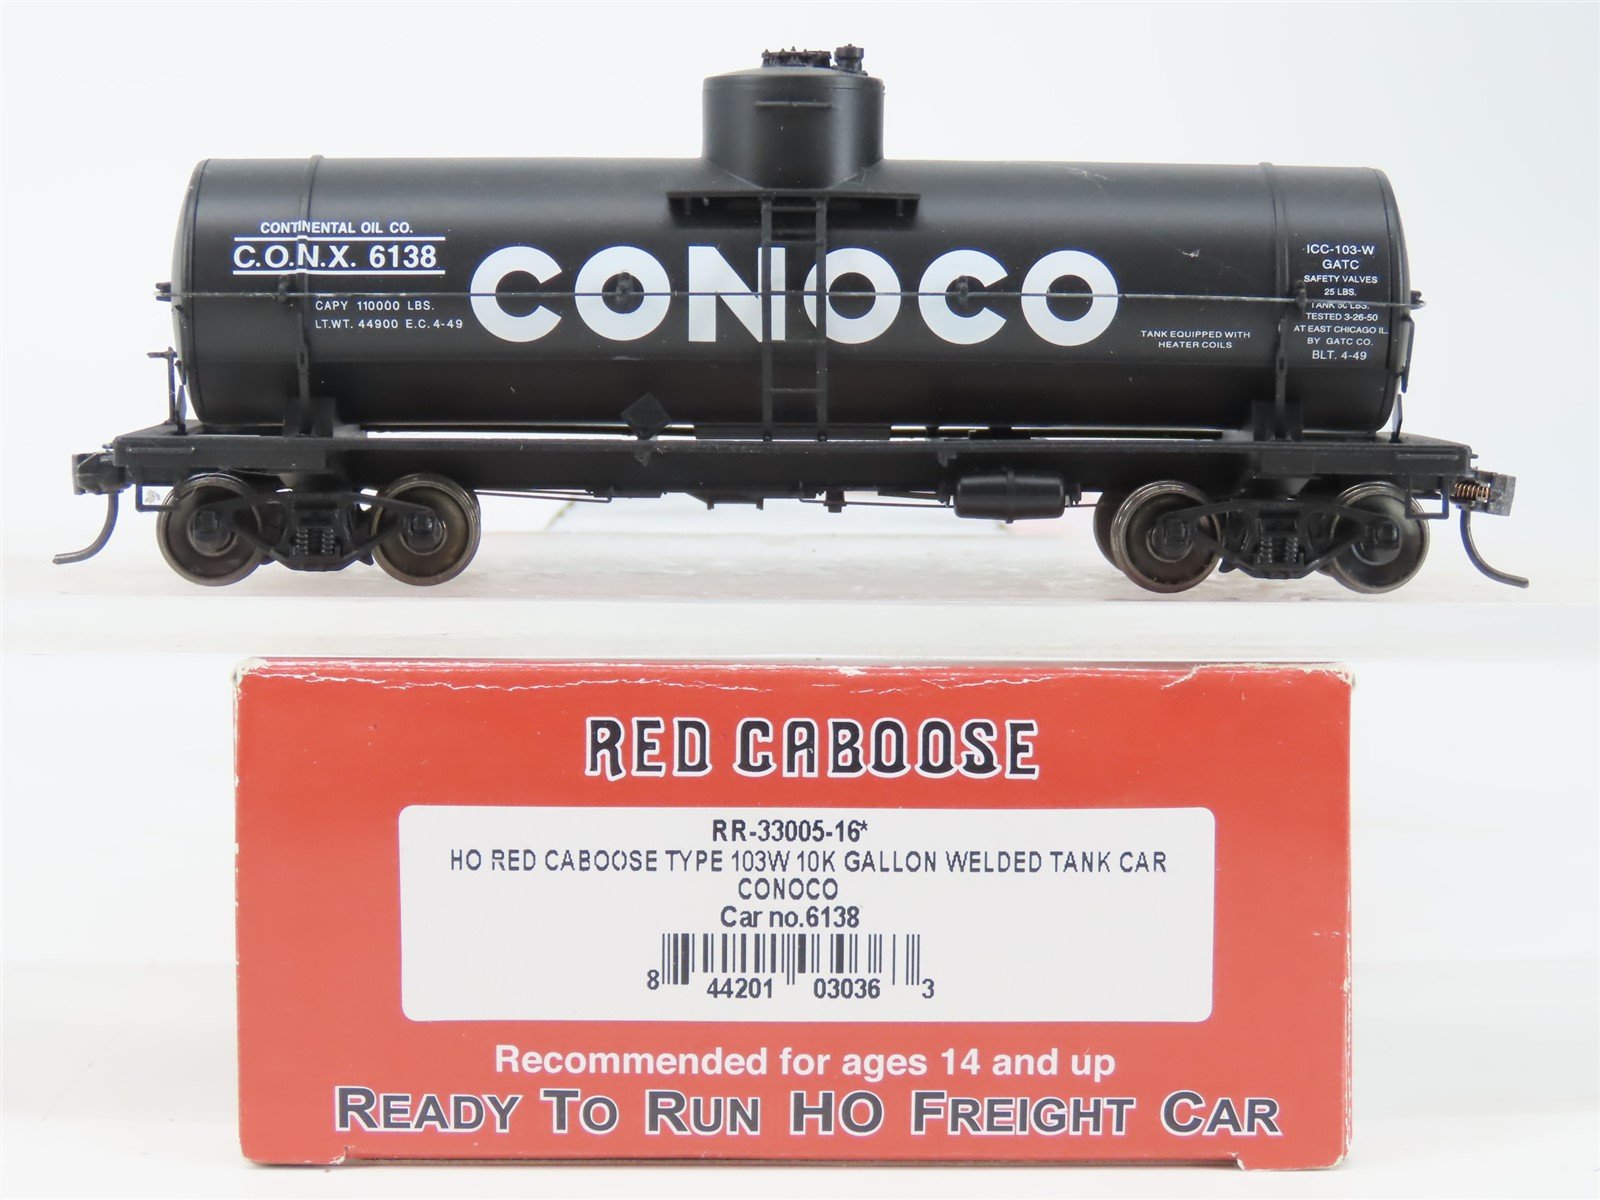 CONTINENTAL OIL CO.
C.O.N.X. 6138
CAPY 110000 LBS.
LT.WT. 44900 E.C. 4-49
CONOCO
TANK EQUIPPED WITH
HEATER COILS
ICC-103-W
GATC
SAFETY VALVES
25 LBS.
TANK LBS.
TESTED 3-26-50
AT EAST CHICAGO IL.
BY GATC CO.
BLT. 4-49
RED CABOOSE
RR-33005-16*
HO RED CABOOSE TYPE 103W 10K GALLON WELDED TANK CAR
CONOCO
Car no.6138
8 44201 03036 3
Recommended for ages 14 and up
READY TO RUN HO FREIGHT CAR